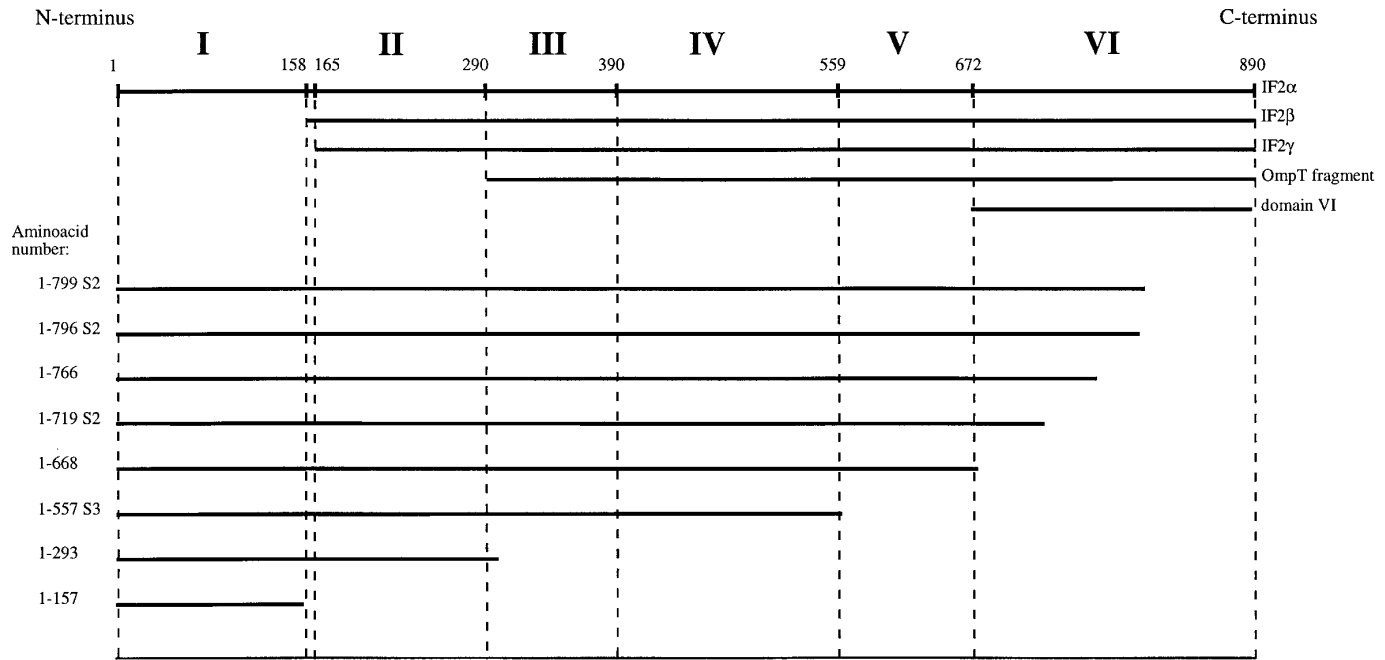 N-terminus C-terminus
I II III IV V VI
1 158 165 290 390 559 672 890
IF2α
IF2β
IF2γ
OmpT fragment
domain VI
Aminoacid
number:
1-799 S2
1-796 S2
1-766
1-719 S2
1-668
1-557 S3
1-293
1-157